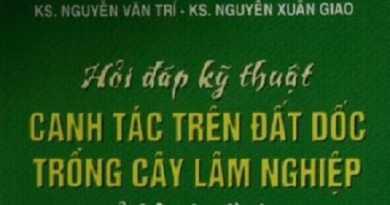 KS. NGUYỄN VĂN TRÍ - KS. NGUYỄN XUÂN GIAO
Hỏi đáp kỹ thuật
CANH TÁC TRÊN ĐẤT DỐC
TRỒNG CÂY LÂM NGHIỆP